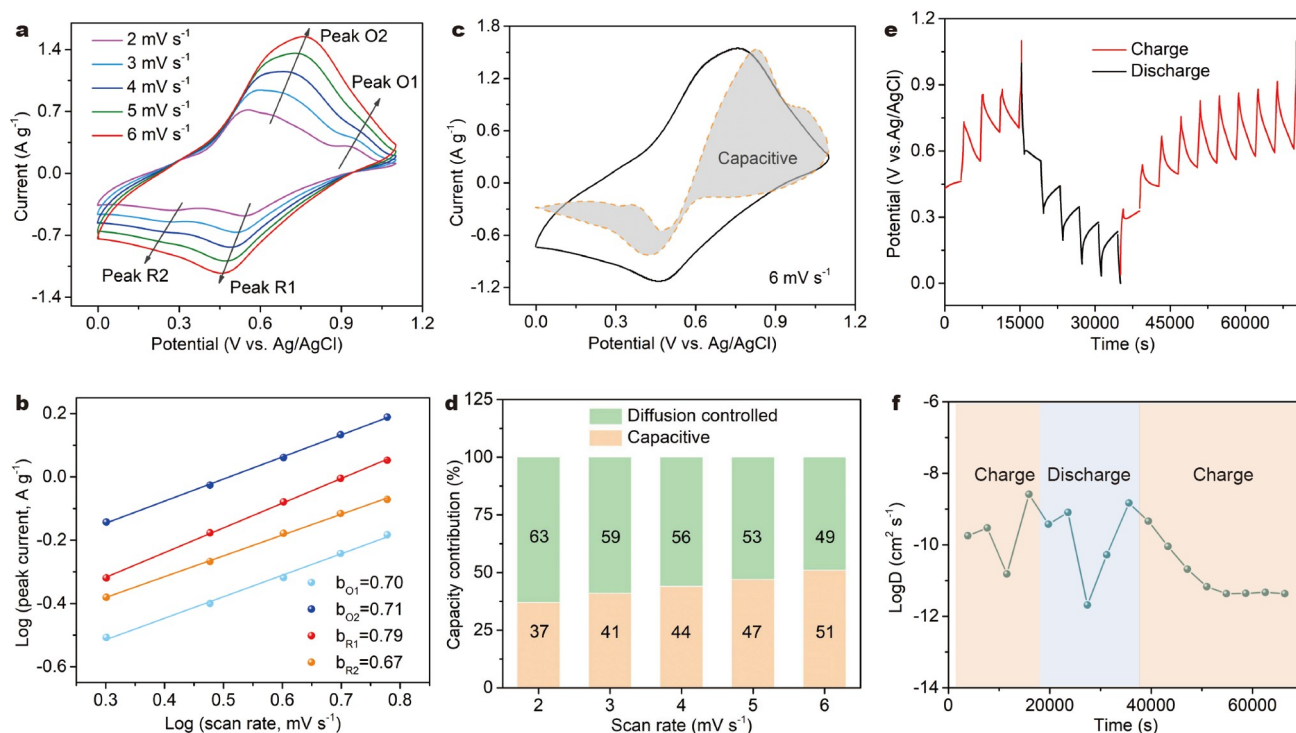 a
2 mV s⁻¹
3 mV s⁻¹
4 mV s⁻¹
5 mV s⁻¹
6 mV s⁻¹
Peak O2
Peak O1
Peak R2
Peak R1
1.4
0.7
0.0
-0.7
-1.4
Current (A g⁻¹)
0.0 0.3 0.6 0.9 1.2
Potential (V vs. Ag/AgCl)
c
Capacitive
6 mV s⁻¹
1.8
1.2
0.6
0.0
-0.6
-1.2
Current (A g⁻¹)
0.0 0.3 0.6 0.9 1.2
Potential (V vs. Ag/AgCl)
e
Charge
Discharge
1.2
0.9
0.6
0.3
0.0
Potential (V vs.Ag/AgCl)
0 15000 30000 45000 60000
Time (s)
b
0.2
0.0
-0.2
-0.4
-0.6
Log (peak current, A g⁻¹)
b_O1=0.70
b_O2=0.71
b_R1=0.79
b_R2=0.67
0.3 0.4 0.5 0.6 0.7 0.8
Log (scan rate, mV s⁻¹)
d
Diffusion controlled
Capacitive
125
100
75
50
25
0
Capacity contribution (%)
63 59 56 53 49
37 41 44 47 51
2 3 4 5 6
Scan rate (mV s⁻¹)
f
Charge Discharge Charge
-6
-8
-10
-12
-14
LogD (cm² s⁻¹)
0 20000 40000 60000
Time (s)